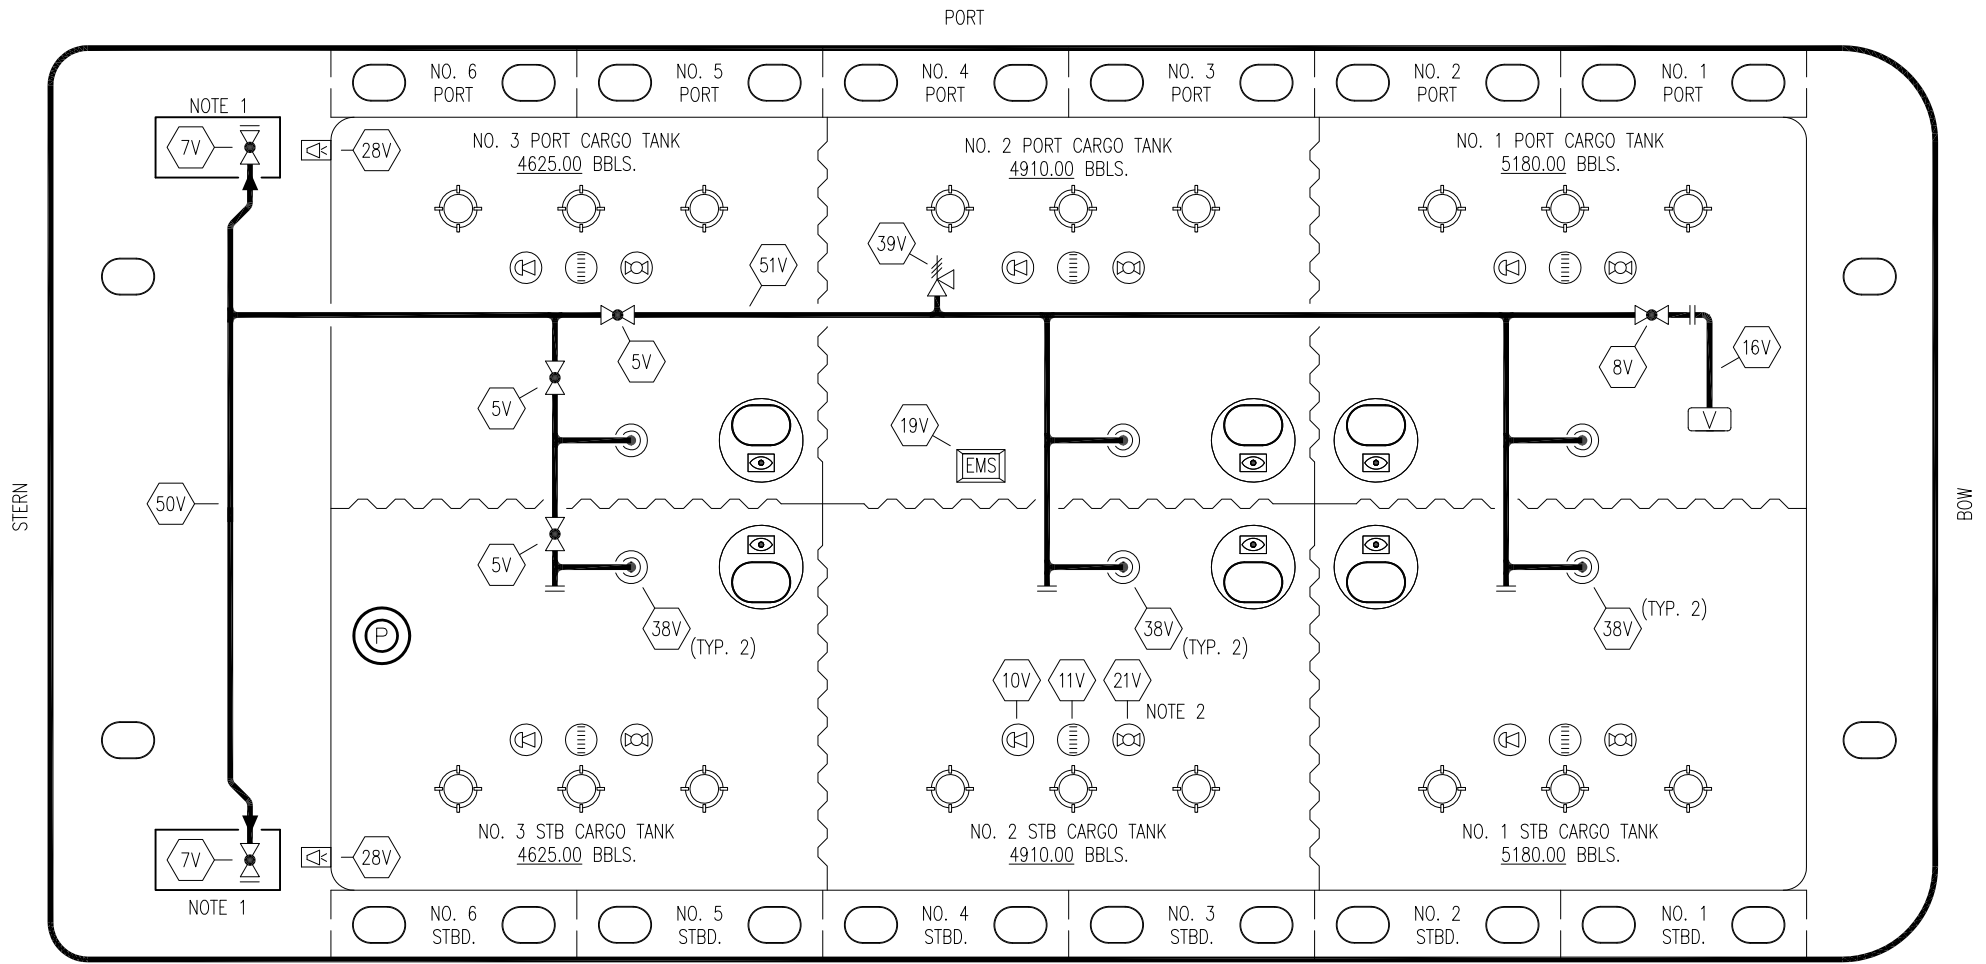 PORT
NO. 6
PORT
NO. 5
PORT
NO. 4
PORT
NO. 3
PORT
NO. 2
PORT
NO. 1
PORT
NOTE 1
7V
28V
NO. 3 PORT CARGO TANK
4625.00 BBLS.
NO. 2 PORT CARGO TANK
4910.00 BBLS.
NO. 1 PORT CARGO TANK
5180.00 BBLS.
39V
51V
5V
8V
16V
V
5V
19V
EMS
STERN
50V
BOW
5V
P
38V
(TYP. 2)
38V
(TYP. 2)
38V
(TYP. 2)
10V
11V
21V
NOTE 2
NO. 3 STB CARGO TANK
4625.00 BBLS.
NO. 2 STB CARGO TANK
4910.00 BBLS.
NO. 1 STB CARGO TANK
5180.00 BBLS.
7V
28V
NOTE 1
NO. 6
STBD.
NO. 5
STBD.
NO. 4
STBD.
NO. 3
STBD.
NO. 2
STBD.
NO. 1
STBD.